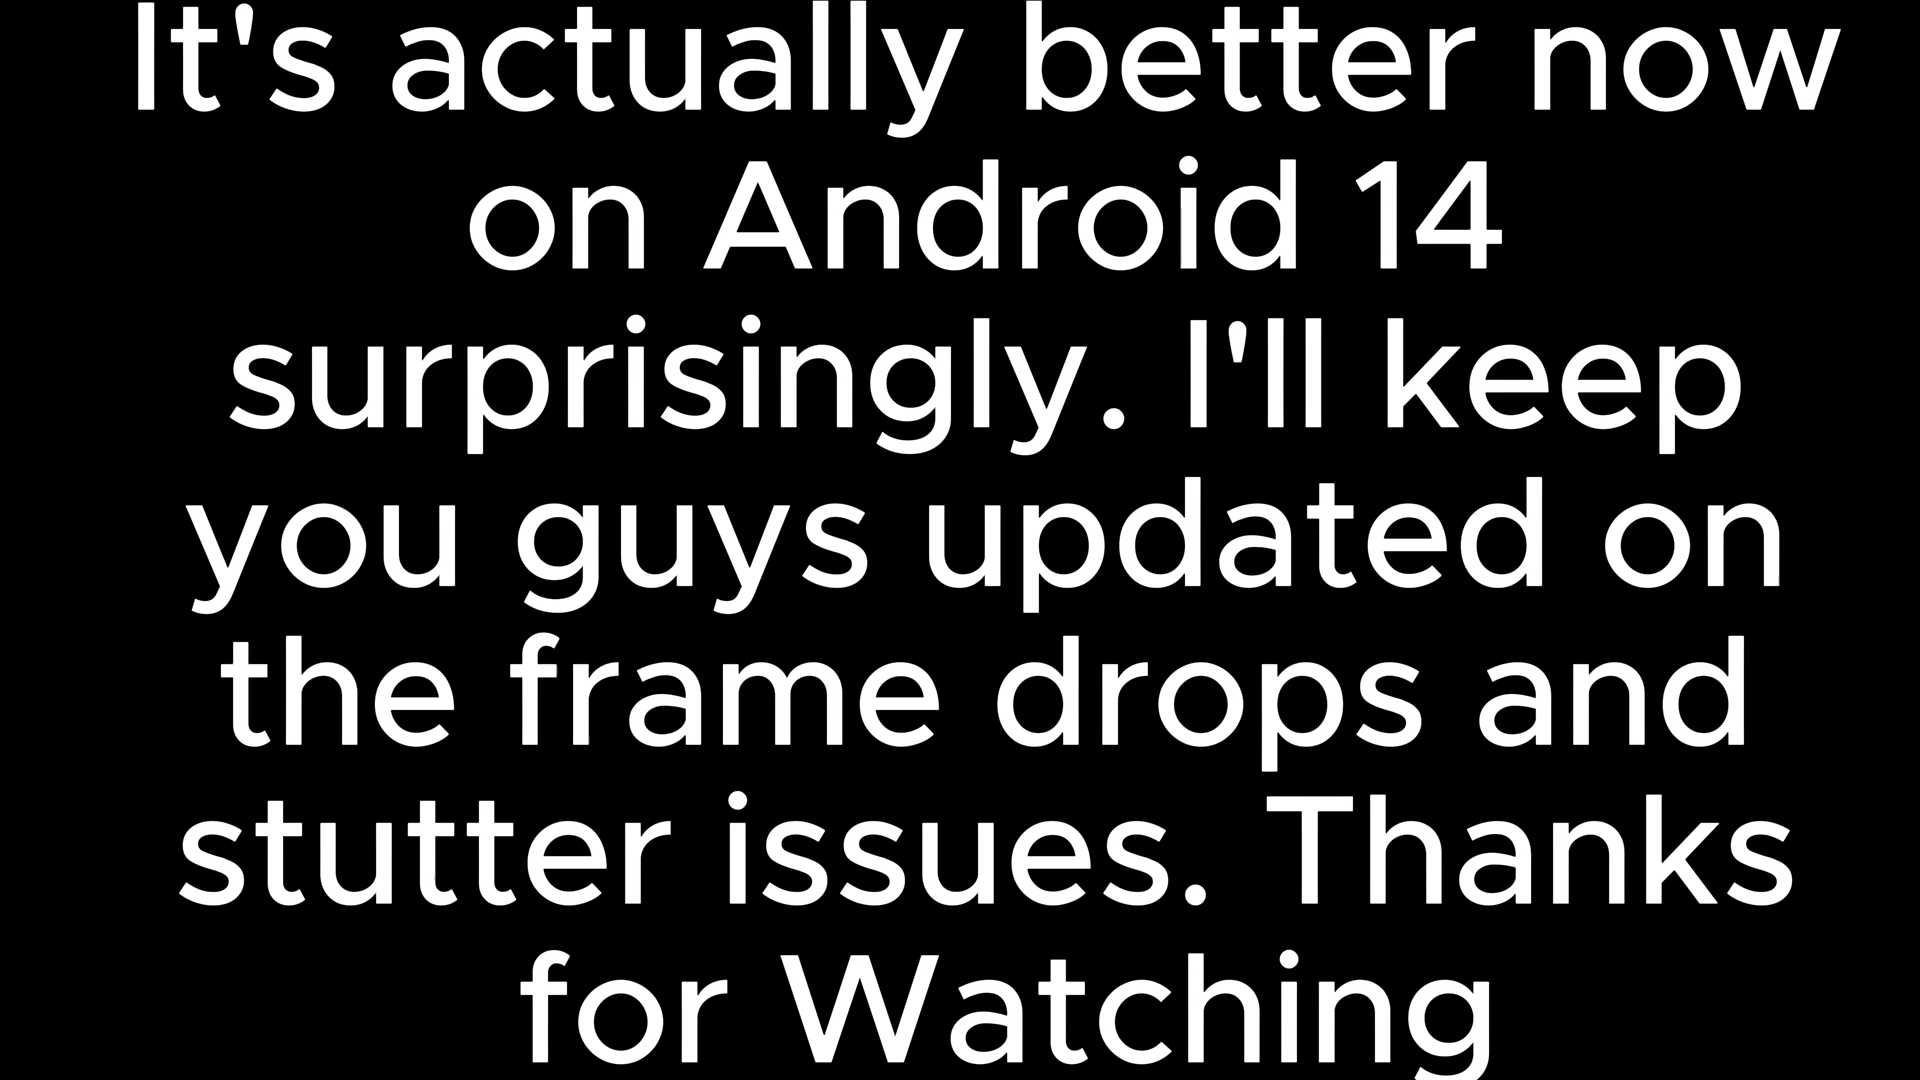 It's actually better now
on Android 14
surprisingly. I'll keep
you guys updated on
the frame drops and
stutter issues. Thanks
for Watching